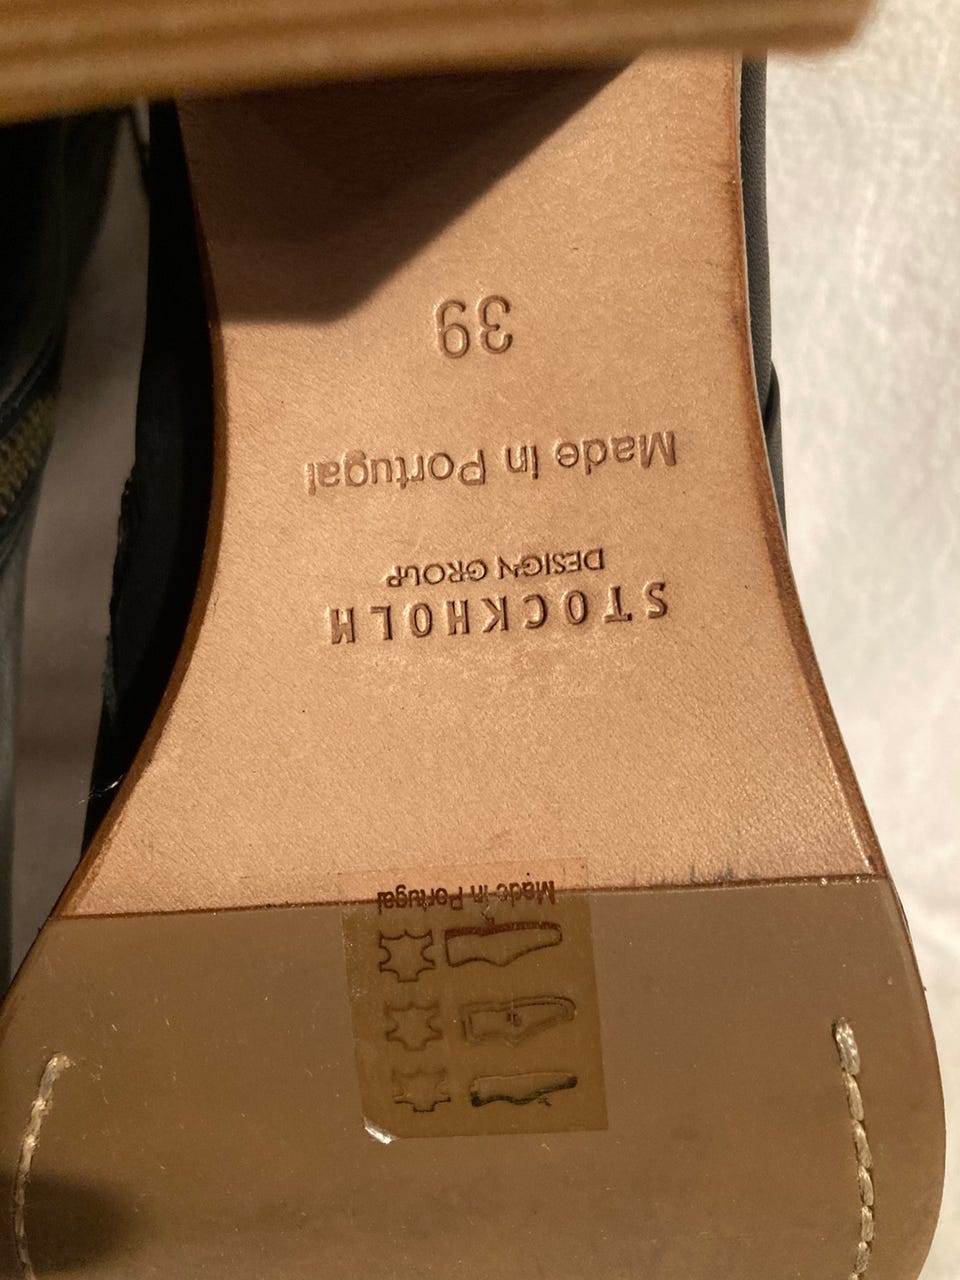 Made in Portugal
STOCKHOLM
DESIGN GROUP
Made in Portugal
39